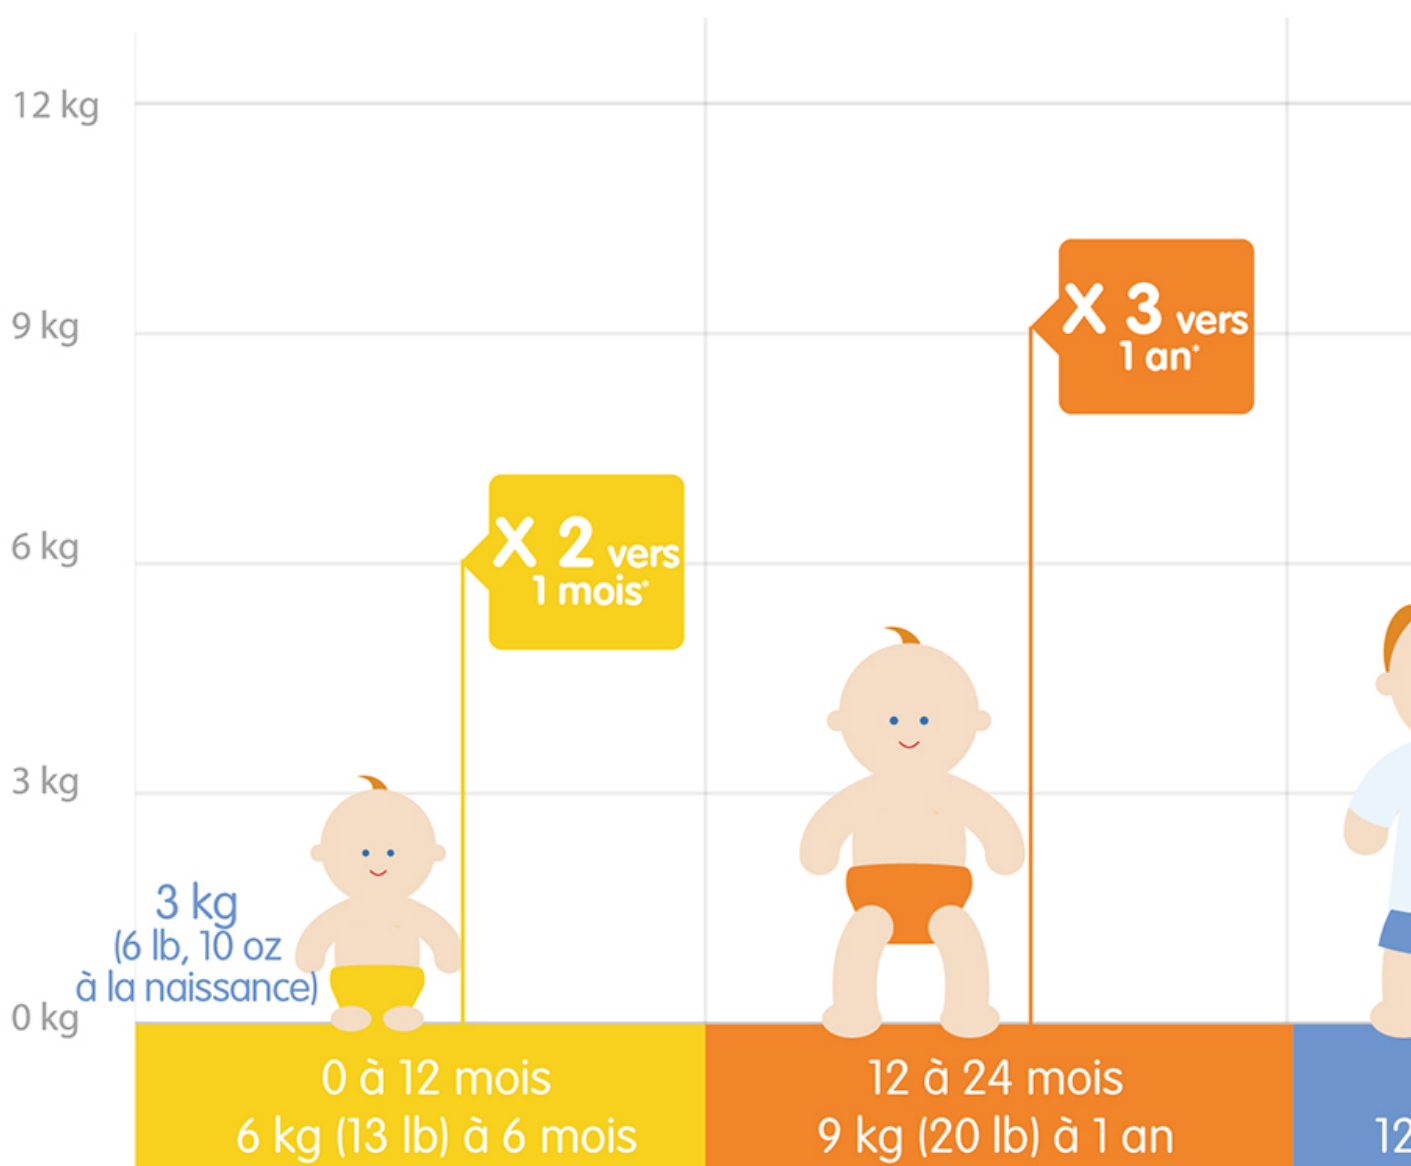 12 kg
9 kg
6 kg
3 kg
0 kg
X 3 vers
1 an*
X 2 vers
1 mois*
3 kg
(6 lb, 10 oz
à la naissance)
0 à 12 mois
6 kg (13 lb) à 6 mois
12 à 24 mois
9 kg (20 lb) à 1 an
12